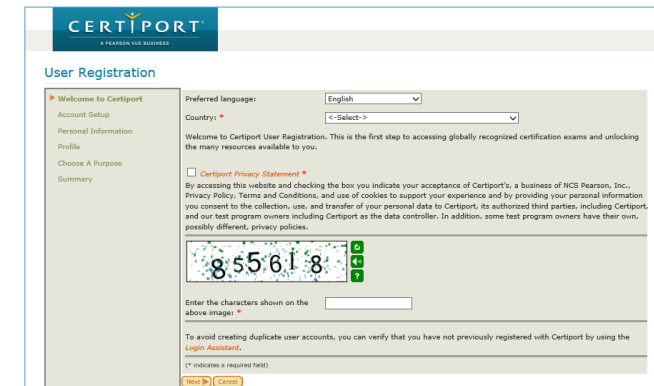 CERTIPORT
A PEARSON VUE BUSINESS
User Registration
Welcome to Certiport
Account Setup
Personal Information
Profile
Choose A Purpose
Summary
Preferred language:
English
Country: *
<-Select->
Welcome to Certiport User Registration. This is the first step to accessing globally recognized certification exams and unlocking
the many resources available to you.
Certiport Privacy Statement *
By accessing this website and checking the box you indicate your acceptance of Certiport's, a business of NCS Pearson, Inc.,
Privacy Policy, Terms and Conditions, and use of cookies to support your experience and by providing your personal information
you consent to the collection, use, and transfer of your personal data to Certiport, its authorized third parties, including Certiport,
and our test program owners including Certiport as the data controller. In addition, some test program owners have their own,
possibly different, privacy policies.
855618
?
Enter the characters shown on the
above image: *
To avoid creating duplicate user accounts, you can verify that you have not previously registered with Certiport by using the
Login Assistant.
(* indicates a required field)
Next
Cancel